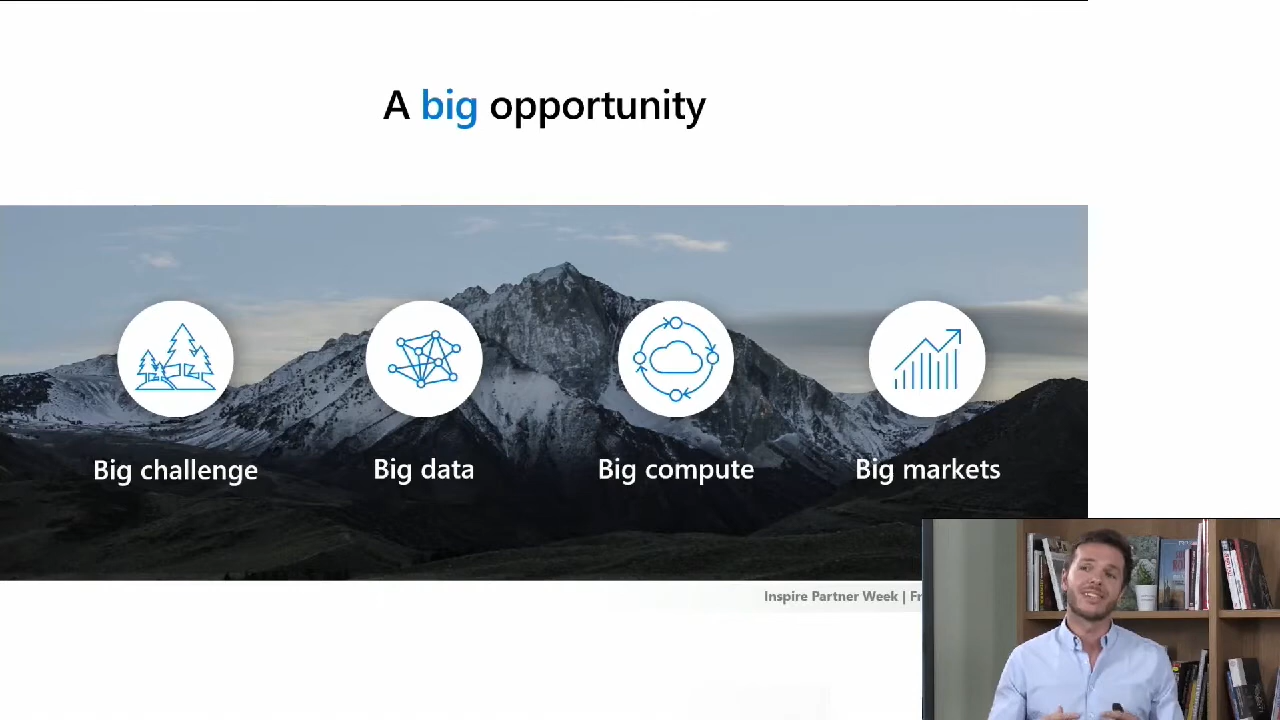 A big opportunity
Big challenge
Big data
Big compute
Big markets
Inspire Partner Week |